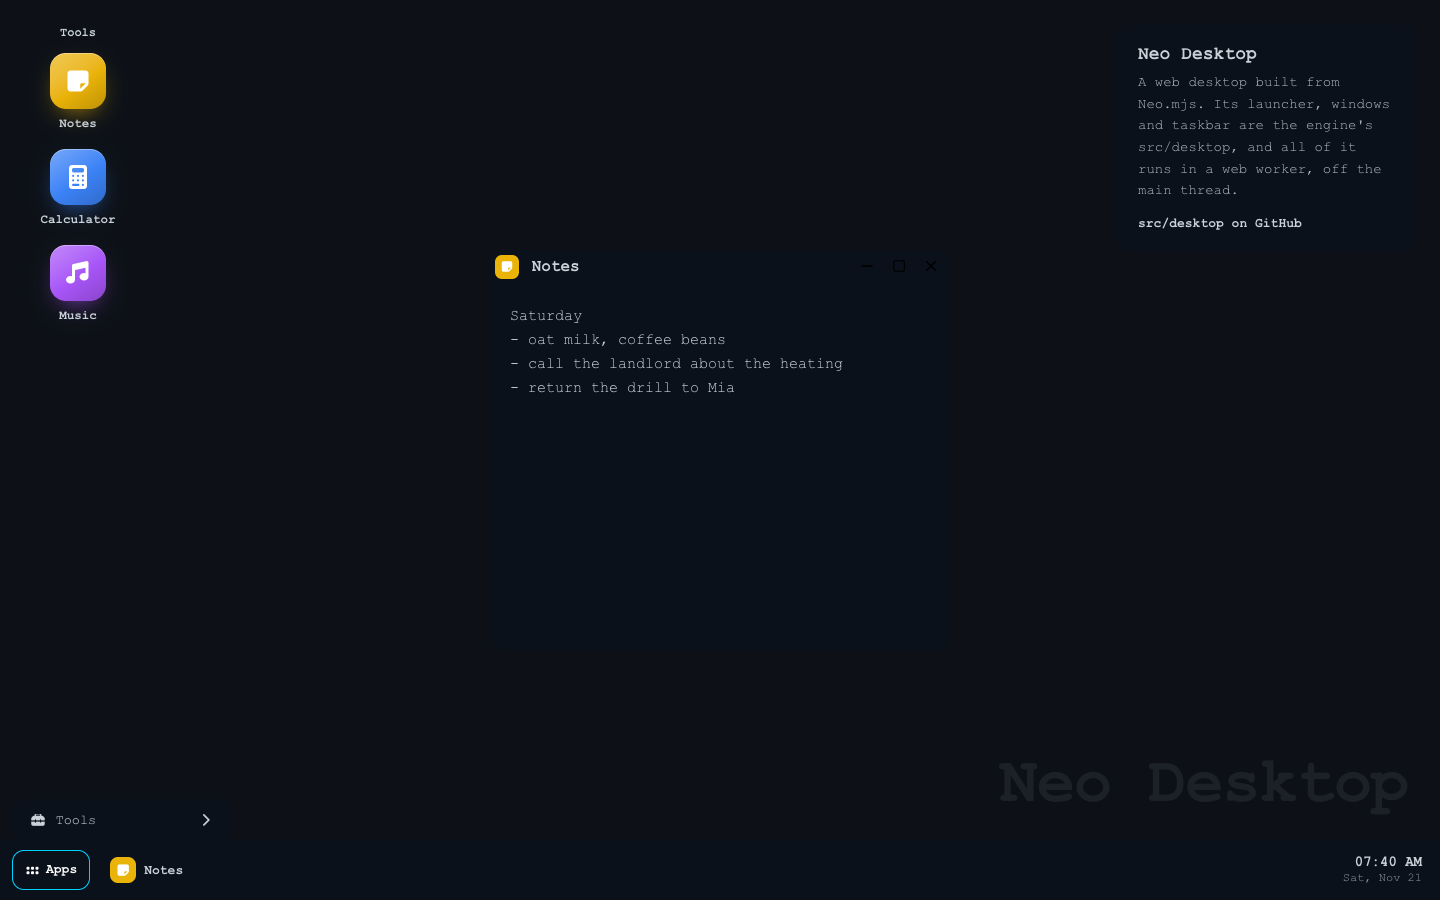 Tools
Notes
Calculator
Music
Neo Desktop
A web desktop built from
Neo.mjs. Its launcher, windows
and taskbar are the engine's
src/desktop, and all of it
runs in a web worker, off the
main thread.
src/desktop on GitHub
Notes
Saturday
- oat milk, coffee beans
- call the landlord about the heating
- return the drill to Mia
Neo Desktop
Tools
Apps
Notes
07:40 AM
Sat, Nov 21